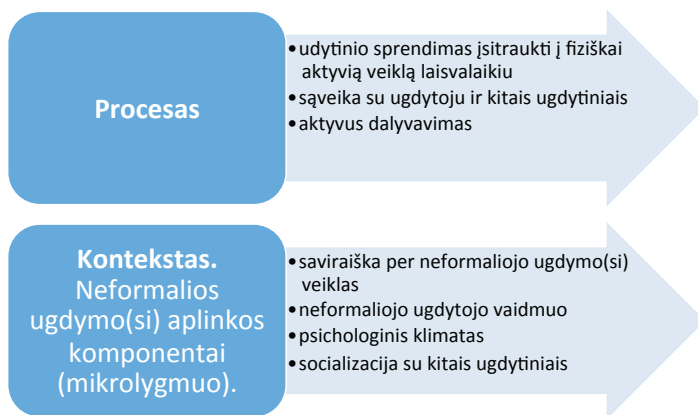 Procesas
•udytinio sprendimas įsitraukti į fiziškai
aktyvią veiklą laisvalaikiu
•sąveika su ugdytoju ir kitais ugdytiniais
•aktyvus dalyvavimas
Kontekstas.
Neformalios
ugdymo(si) aplinkos
komponentai
(mikrolygmuo).
•saviraiška per neformaliojo ugdymo(si)
veiklas
•neformaliojo ugdytojo vaidmuo
•psichologinis klimatas
•socializacija su kitais ugdytiniais